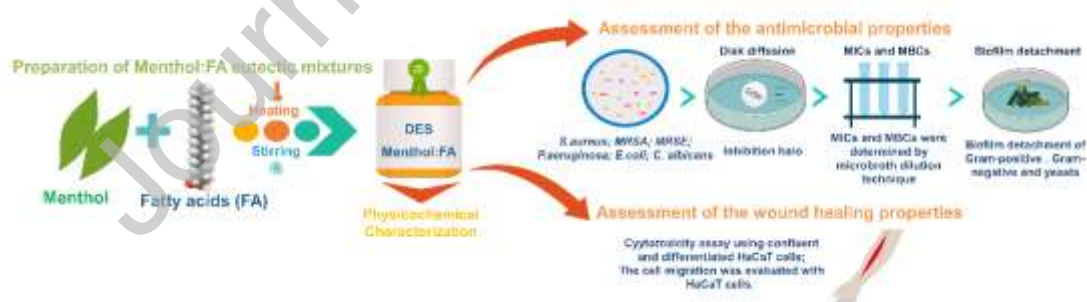 Journ
Assessment of the antimicrobial properties
Preparation of Menthol:FA eutectic mixtures
Disk diffusion
MICs and MBCs
Biofilm detachment
Heating
Stirring
DES
Menthol:FA
S.aureus; MRSA; MRSE;
P.aeruginosa; E.coli; C. albicans
Inhibition halo
MICs and MBCs were
determined by
microbroth dilution
technique
Biofilm detachment of
Gram-positive, Gram-
negative and yeasts
Menthol
Fatty acids (FA)
Physicochemical
Characterization
Assessment of the wound healing properties
Cyytotoxicity assay using confluent
and differentiated HaCaT cells;
The cell migration was evaluated with
HaCaT cells.